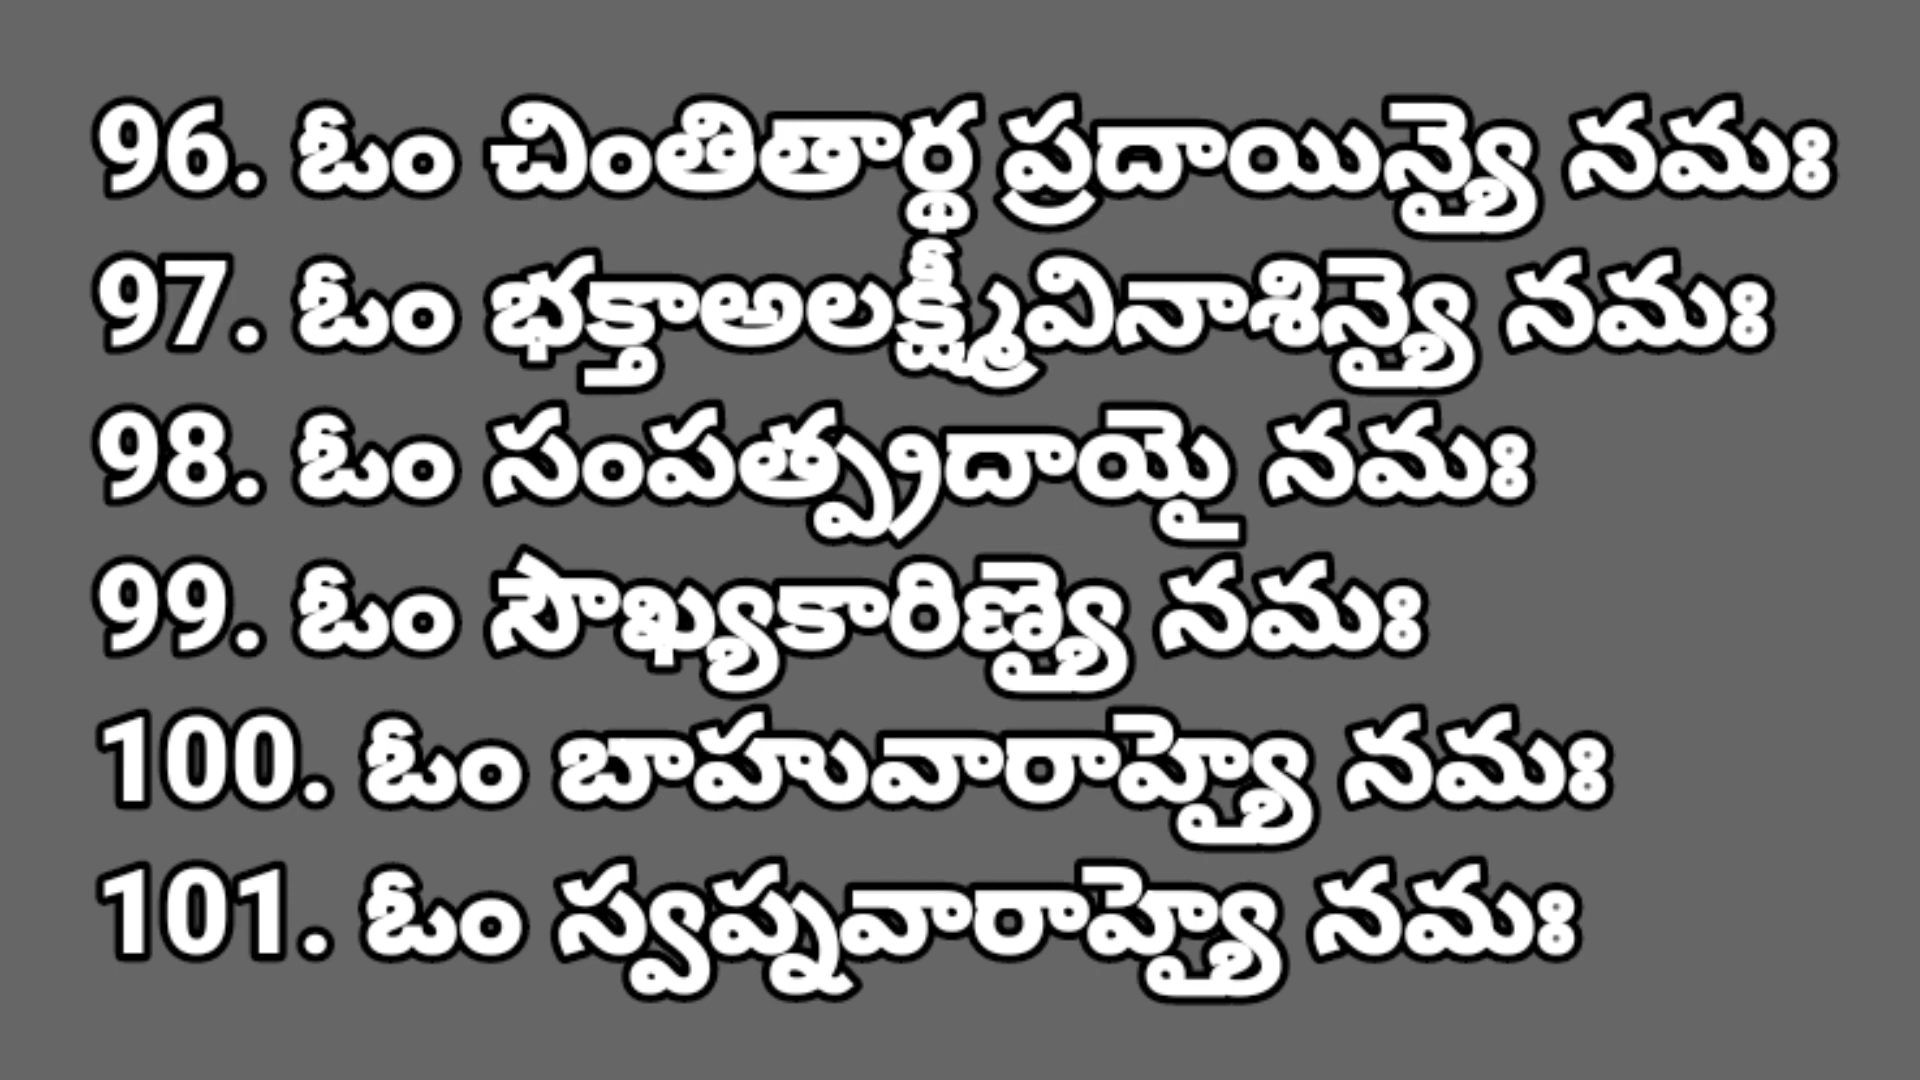 96. ఓం చింతితార్థ ప్రదాయిన్యై నమః
97. ఓం భక్తాఅలక్ష్మీవినాశిన్యై నమః
98. ఓం సంపత్ప్రదాయై నమః
99. ఓం సౌఖ్యకారిణ్యై నమః
100. ఓం బాహువారాహ్యై నమః
101. ఓం స్వప్నవారాహ్యై నమః